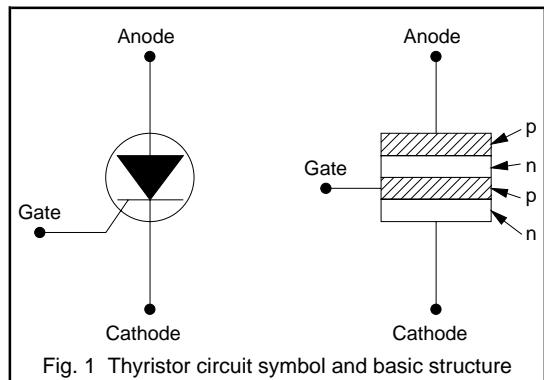 Anode
Anode
p
n
Gate
p
n
Gate
Cathode
Cathode
Fig. 1 Thyristor circuit symbol and basic structure